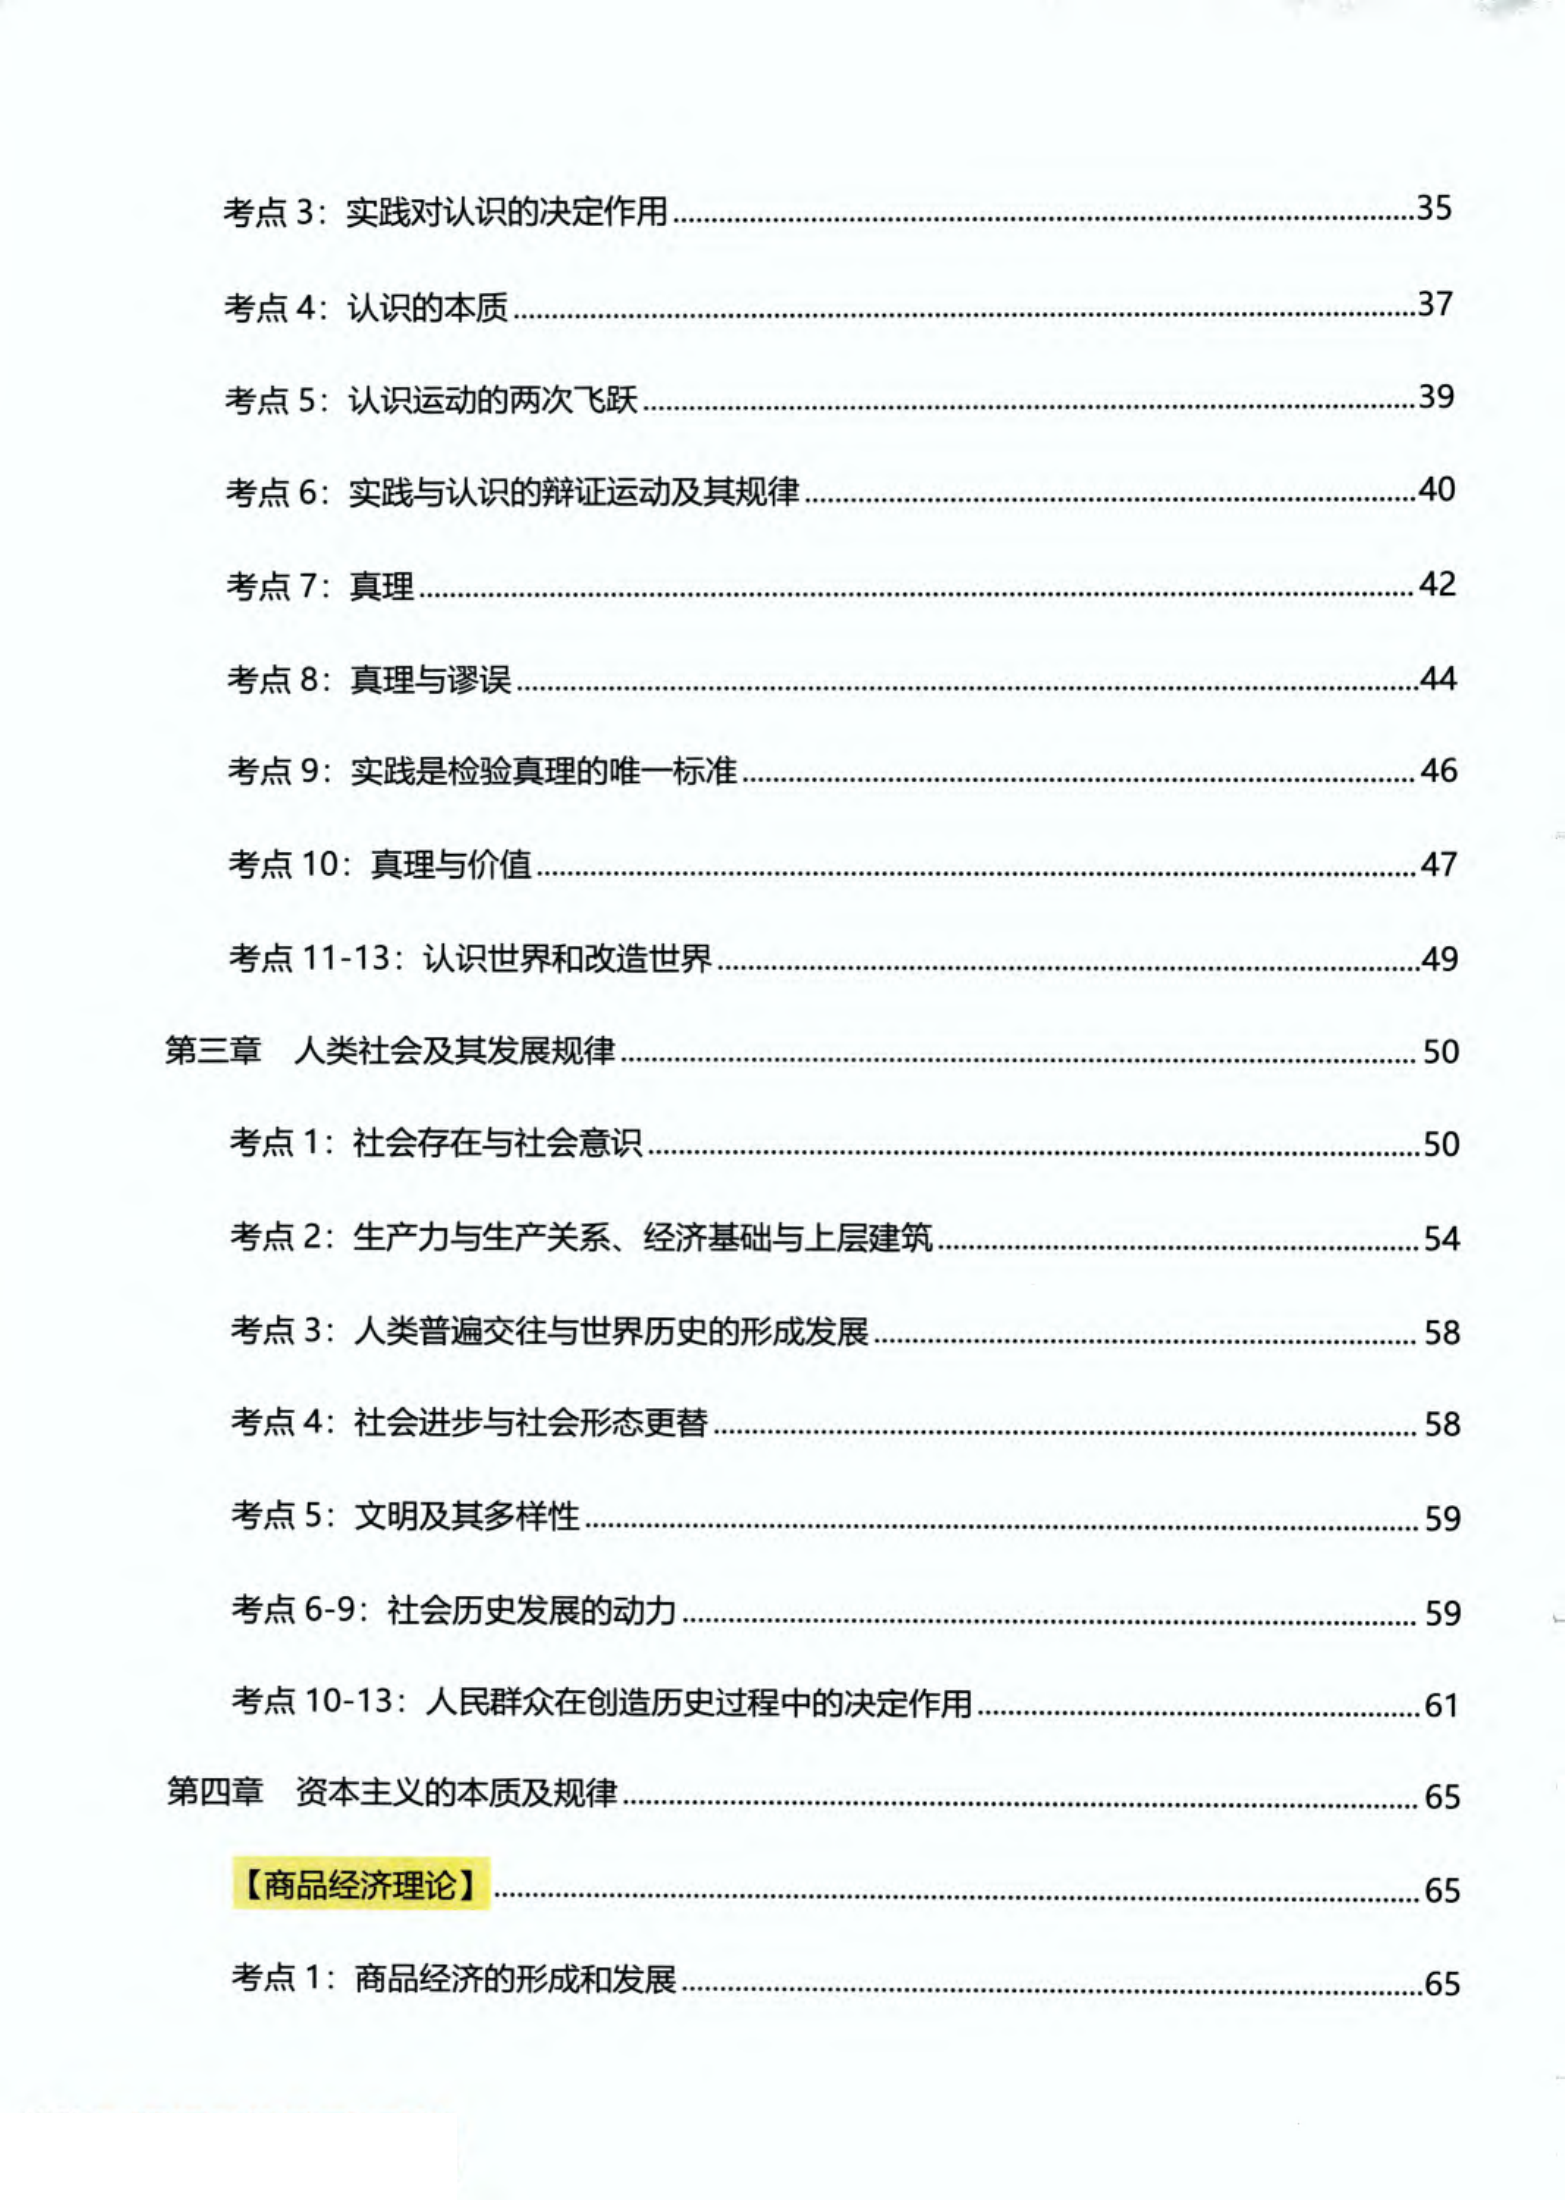 考点 3：实践对认识的决定作用........................35
考点 4：认识的本质........................37
考点 5：认识运动的两次飞跃........................39
考点 6：实践与认识的辩证运动及其规律........................40
考点 7：真理........................42
考点 8：真理与谬误........................44
考点 9：实践是检验真理的唯一标准........................46
考点 10：真理与价值........................47
考点 11-13：认识世界和改造世界........................49
第三章 人类社会及其发展规律........................50
考点 1：社会存在与社会意识........................50
考点 2：生产力与生产关系、经济基础与上层建筑........................54
考点 3：人类普遍交往与世界历史的形成发展........................58
考点 4：社会进步与社会形态更替........................58
考点 5：文明及其多样性........................59
考点 6-9：社会历史发展的动力........................59
考点 10-13：人民群众在创造历史过程中的决定作用........................61
第四章 资本主义的本质及规律........................65
【商品经济理论】........................65
考点 1：商品经济的形成和发展........................65